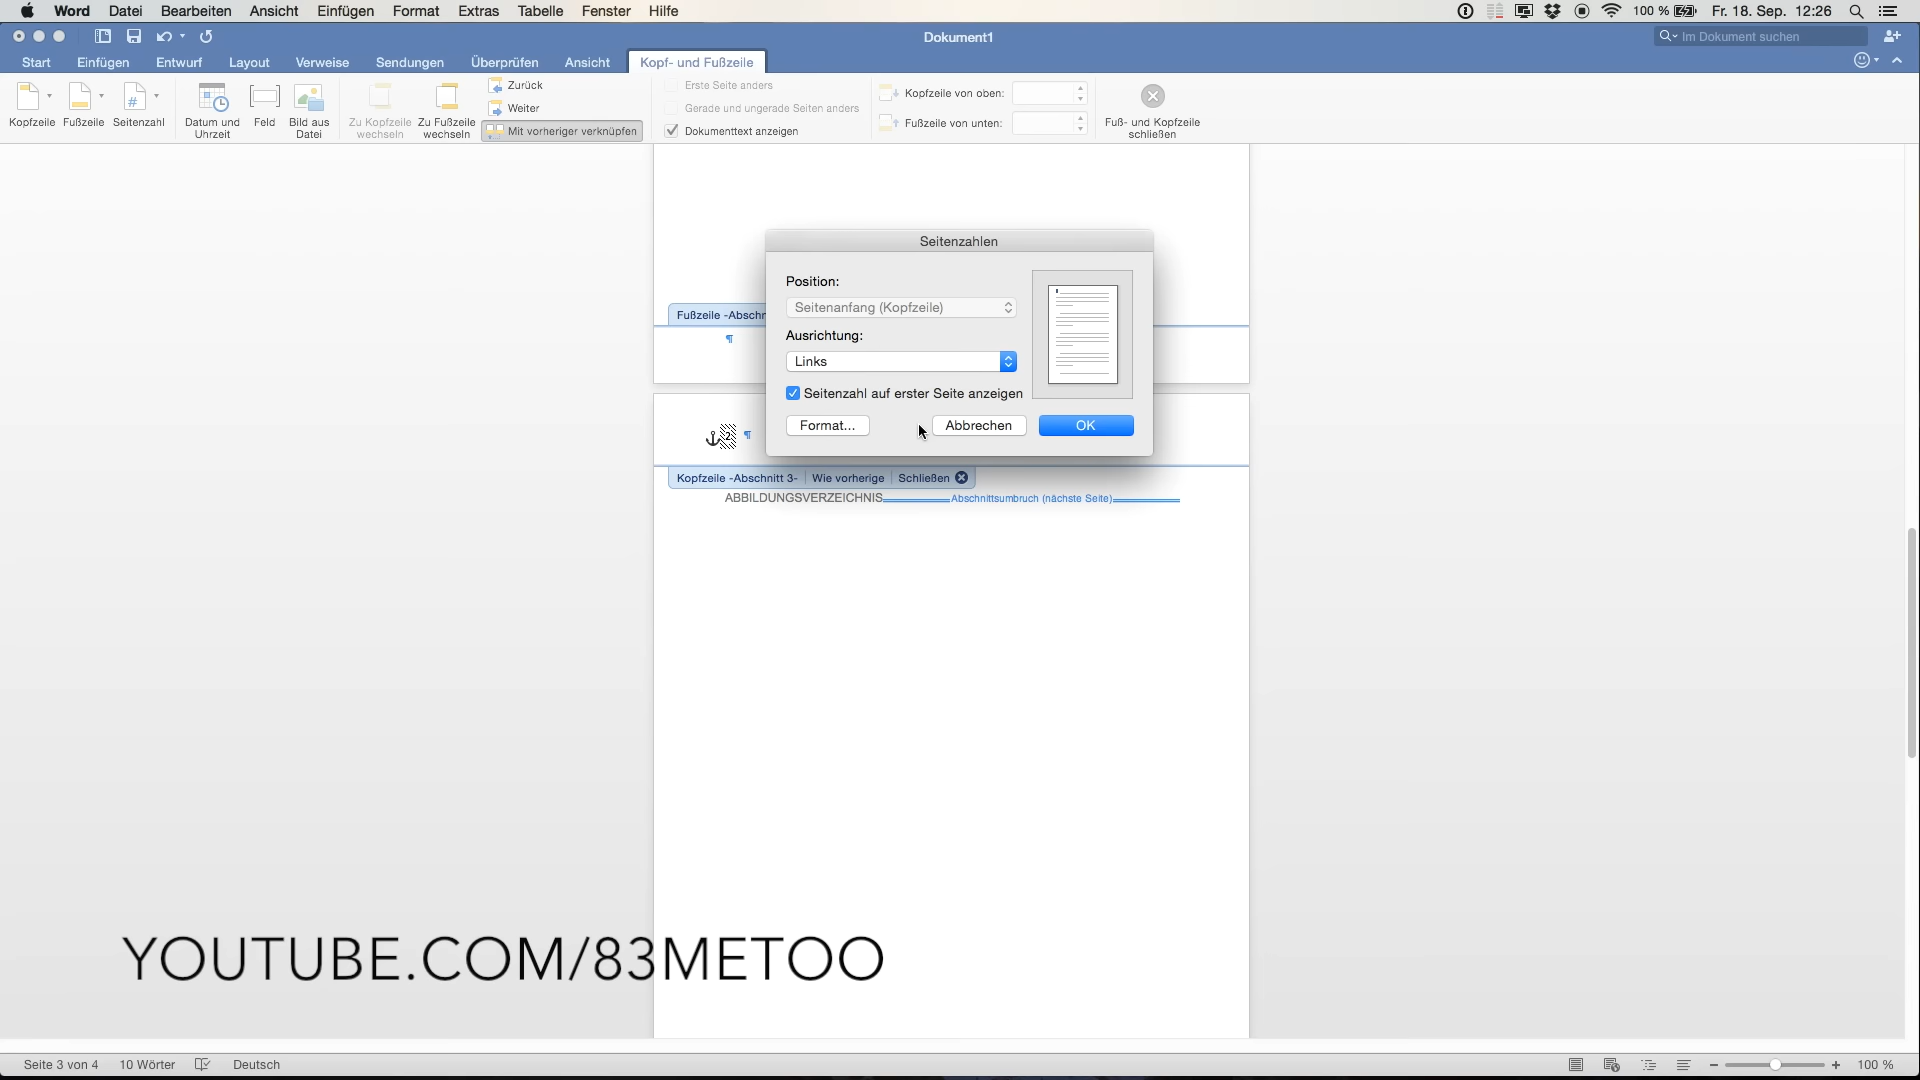 Word Datei Bearbeiten Ansicht Einfügen Format Extras Tabelle Fenster Hilfe 100 % Fr. 18. Sep. 12:26
Dokument1 Im Dokument suchen
Start Einfügen Entwurf Layout Verweise Sendungen Überprüfen Ansicht Kopf- und Fußzeile
Kopfzeile Fußzeile Seitenzahl
Datum und Uhrzeit
Feld
Bild aus Datei
Zu Kopfzeile wechseln
Zu Fußzeile wechseln
Zurück
Weiter
Mit vorheriger verknüpfen
Erste Seite anders
Gerade und ungerade Seiten anders
Dokumenttext anzeigen
Kopfzeile von oben:
Fußzeile von unten:
Fuß- und Kopfzeile schließen
Seitenzahlen
Position:
Seitenanfang (Kopfzeile)
Ausrichtung:
Links
Seitenzahl auf erster Seite anzeigen
Format... Abbrechen OK
Fußzeile -Abschn
¶
2 ¶
Kopfzeile -Abschnitt 3- Wie vorherige Schließen
ABBILDUNGSVERZEICHNIS Abschnittsumbruch (nächste Seite)
YOUTUBE.COM/83METOO
Seite 3 von 4 10 Wörter Deutsch 100 %